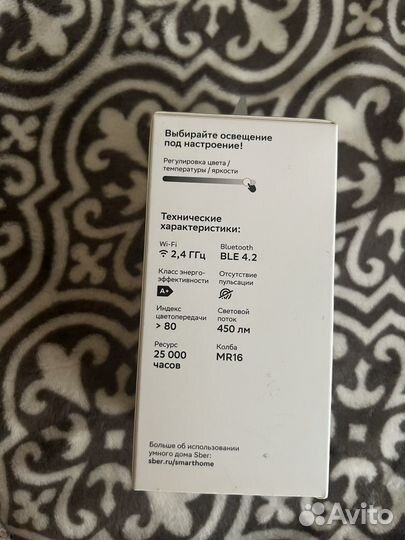 Выбирайте освещение
под настроение!
Регулировка цвета /
температуры / яркости
Технические
характеристики:
Wi-Fi
2,4 ГГц
Bluetooth
BLE 4.2
Класс энерго-
эффективности
A+
Отсутствие
пульсации
Индекс
цветопередачи
> 80
Световой
поток
450 лм
Ресурс
25 000
часов
Колба
MR16
Больше об использовании
умного дома Sber:
sber.ru/smarthome
Avito